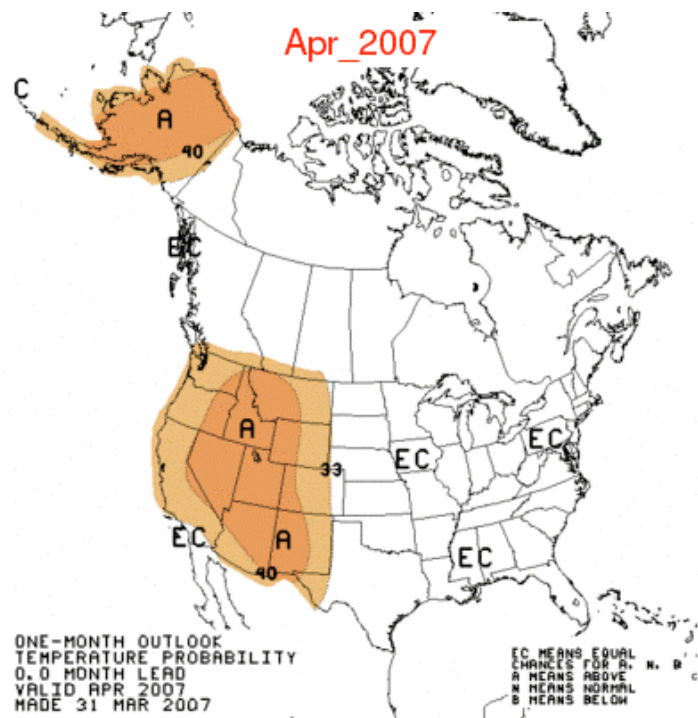 Apr_2007
C
A
40
EC
A
33
EC
EC
EC
A
EC
40
ONE-MONTH OUTLOOK
TEMPERATURE PROBABILITY
0.0 MONTH LEAD
VALID APR 2007
MADE 31 MAR 2007
EC MEANS EQUAL
CHANCES FOR A, N, B
A MEANS ABOVE
N MEANS NORMAL
B MEANS BELOW
C